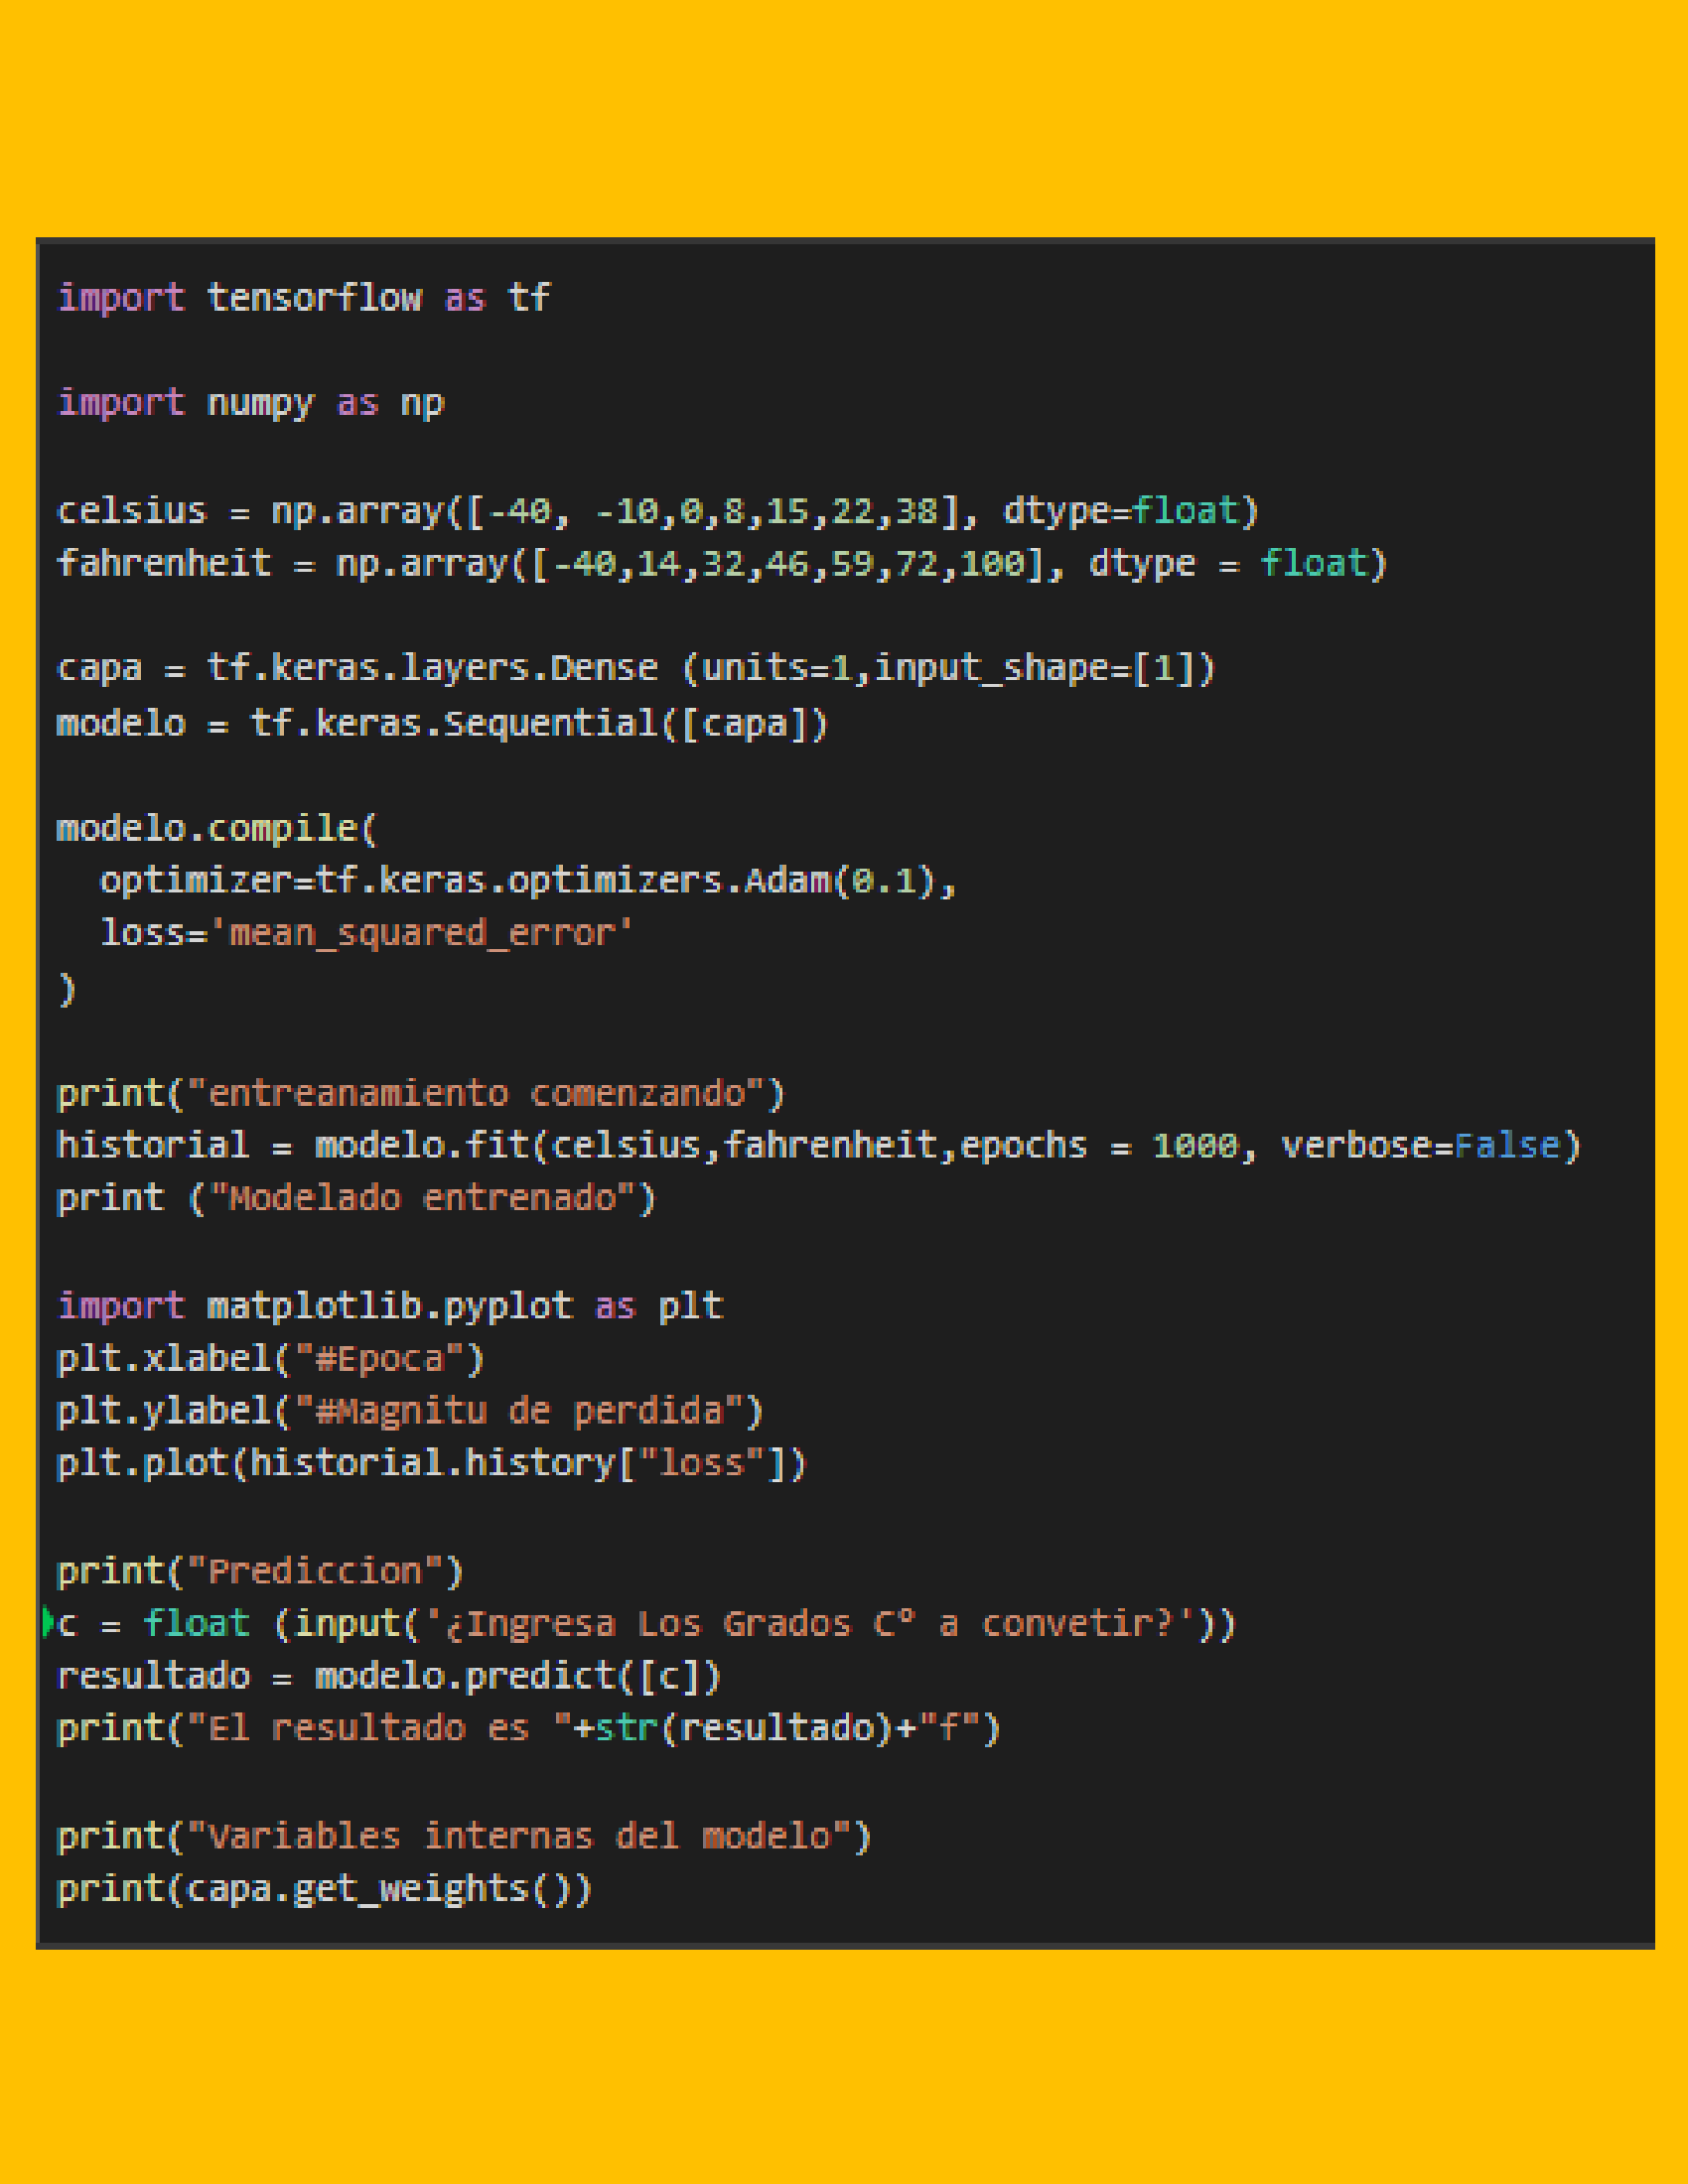 import tensorflow as tf
import numpy as np
celsius = np.array([-40, -10,0,8,15,22,38], dtype=float)
fahrenheit = np.array([-40,14,32,46,59,72,100], dtype = float)
capa = tf.keras.layers.Dense (units=1,input_shape=[1])
modelo = tf.keras.Sequential([capa])
modelo.compile(
  optimizer=tf.keras.optimizers.Adam(0.1),
  loss='mean_squared_error'
)
print("entreanamiento comenzando")
historial = modelo.fit(celsius,fahrenheit,epochs = 1000, verbose=False)
print ("Modelado entrenado")
import matplotlib.pyplot as plt
plt.xlabel("#Epoca")
plt.ylabel("#Magnitu de perdida")
plt.plot(historial.history["loss"])
print("Prediccion")
c = float (input('¿Ingresa Los Grados Cº a convetir?'))
resultado = modelo.predict([c])
print("El resultado es "+str(resultado)+"f")
print("Variables internas del modelo")
print(capa.get_weights())